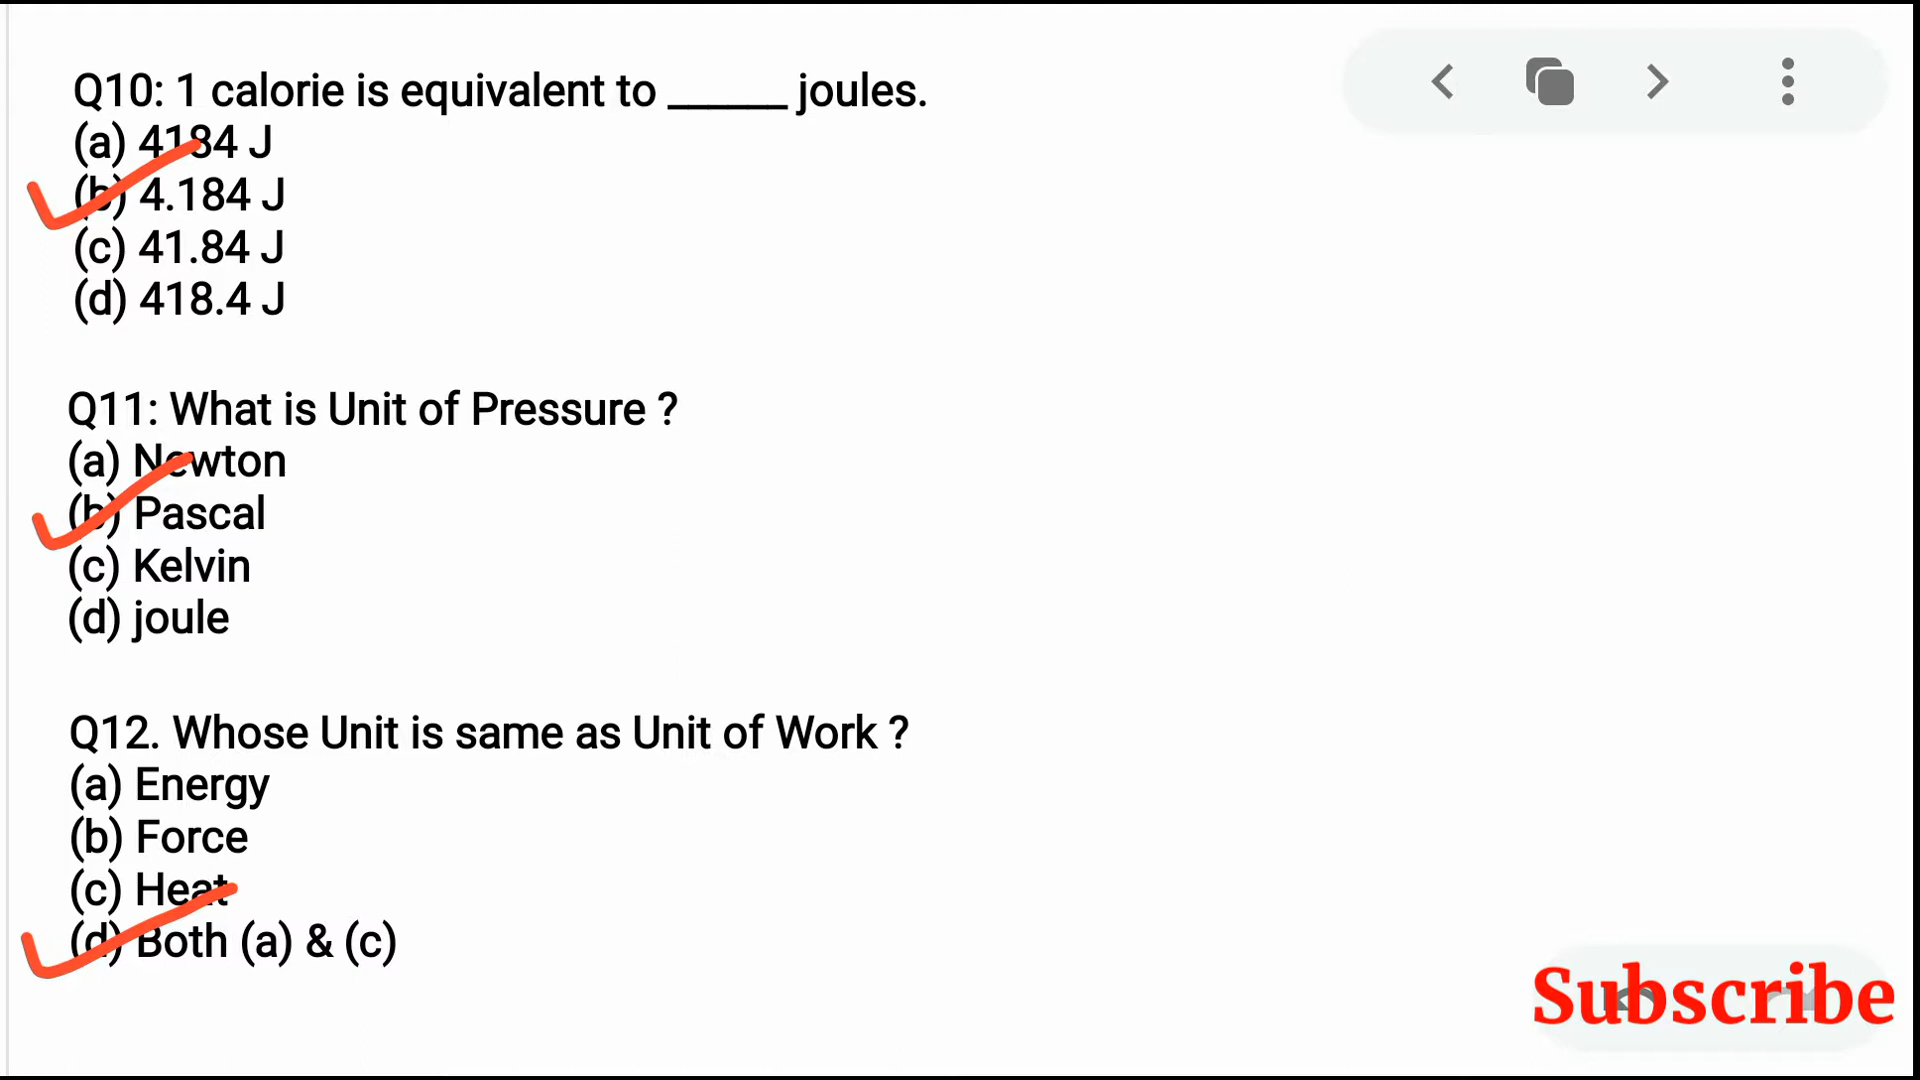 Q10: 1 calorie is equivalent to ______ joules.
(a) 4184 J
(b) 4.184 J
(c) 41.84 J
(d) 418.4 J
Q11: What is Unit of Pressure ?
(a) Newton
(b) Pascal
(c) Kelvin
(d) joule
Q12. Whose Unit is same as Unit of Work ?
(a) Energy
(b) Force
(c) Heat
(d) Both (a) & (c)
Subscribe